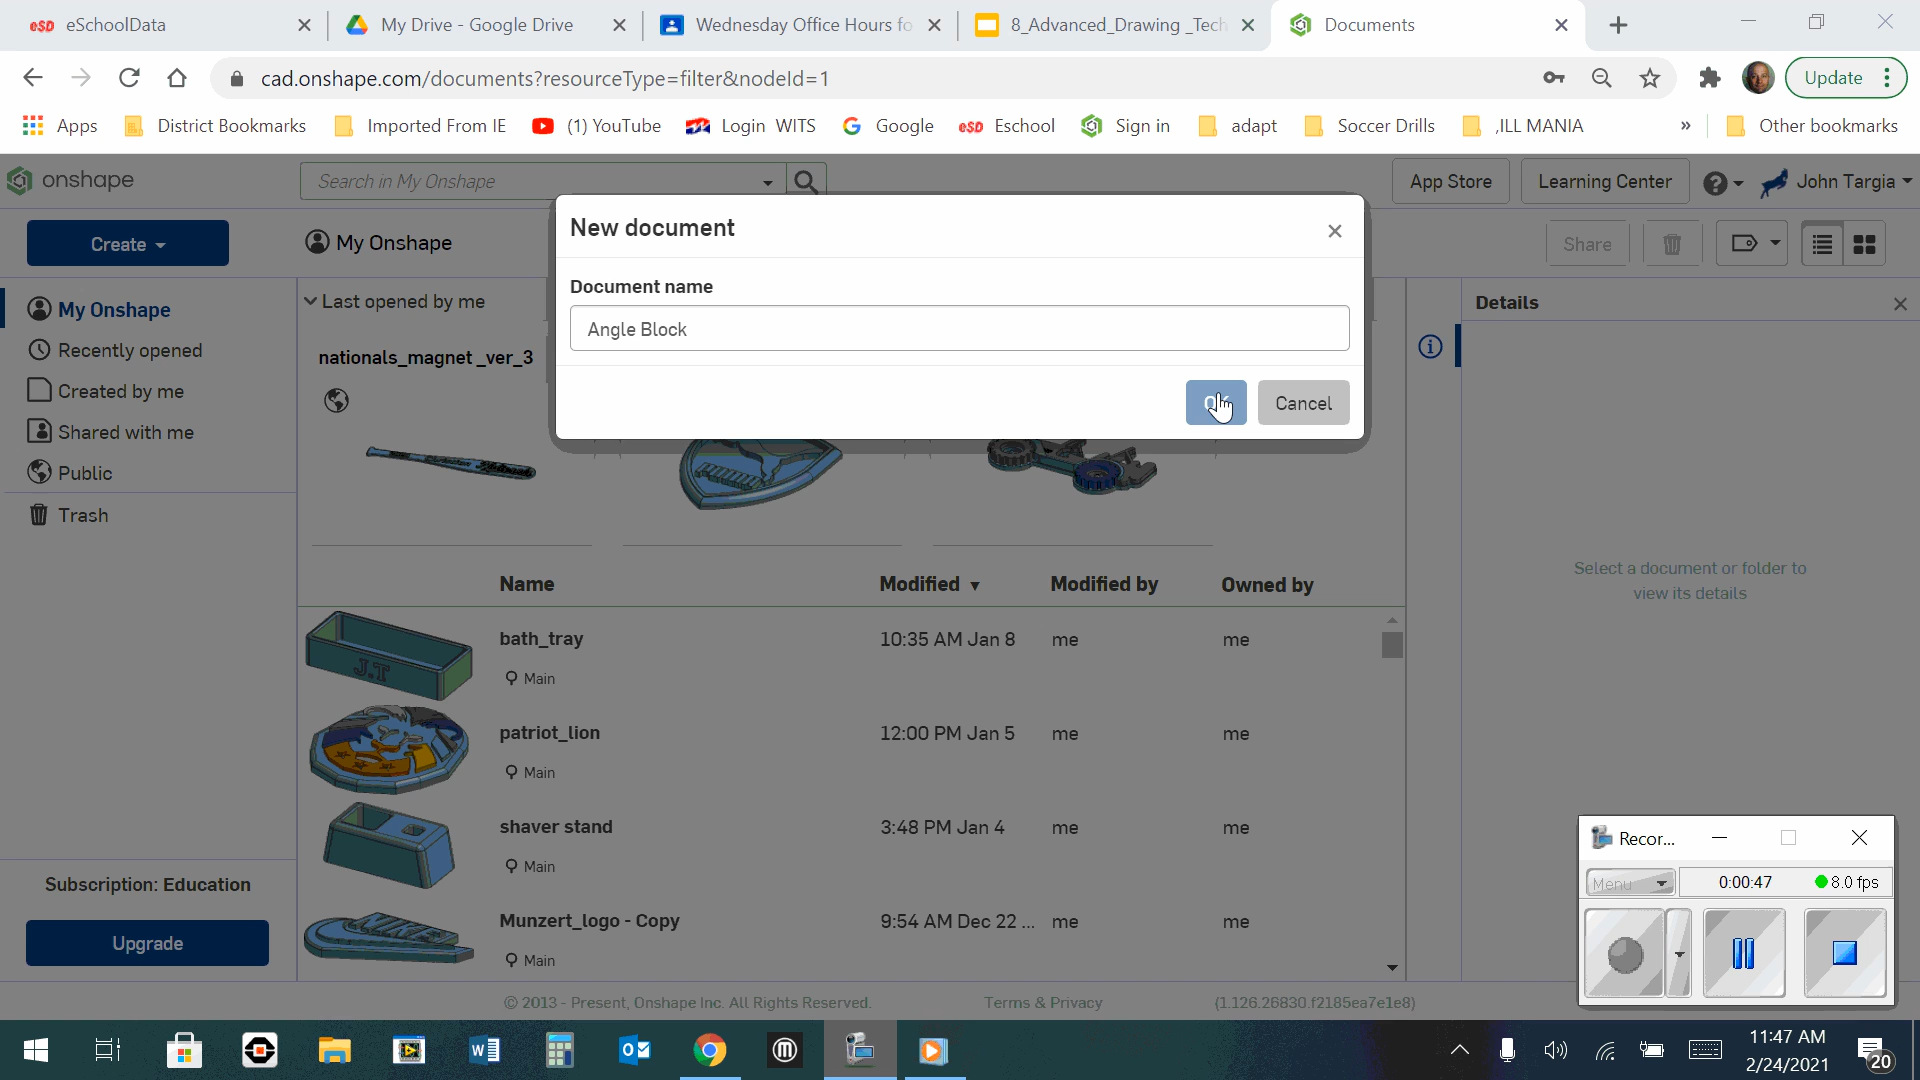 eSD eSchoolData
My Drive - Google Drive
Wednesday Office Hours fo
8_Advanced_Drawing _Tech
Documents
cad.onshape.com/documents?resourceType=filter&nodeId=1
Update
Apps
District Bookmarks
Imported From IE
(1) YouTube
Login WITS
Google
eSD Eschool
Sign in
adapt
Soccer Drills
,ILL MANIA
»
Other bookmarks
onshape
Search in My Onshape
App Store
Learning Center
John Targia
Create
My Onshape
New document
Share
Document name
Angle Block
Cancel
My Onshape
Recently opened
Created by me
Shared with me
Public
Trash
Last opened by me
nationals_magnet _ver_3
Details
Select a document or folder to
view its details
Name Modified Modified by Owned by
bath_tray 10:35 AM Jan 8 me me
Main
J.T
patriot_lion 12:00 PM Jan 5 me me
Main
shaver stand 3:48 PM Jan 4 me me
Main
Munzert_logo - Copy 9:54 AM Dec 22 ... me me
Main
Subscription: Education
Upgrade
© 2013 - Present, Onshape Inc. All Rights Reserved.
Terms & Privacy
(1.126.26830.f2185ea7e1e8)
Recor...
Menu
0:00:47
8.0 fps
11:47 AM
2/24/2021
20